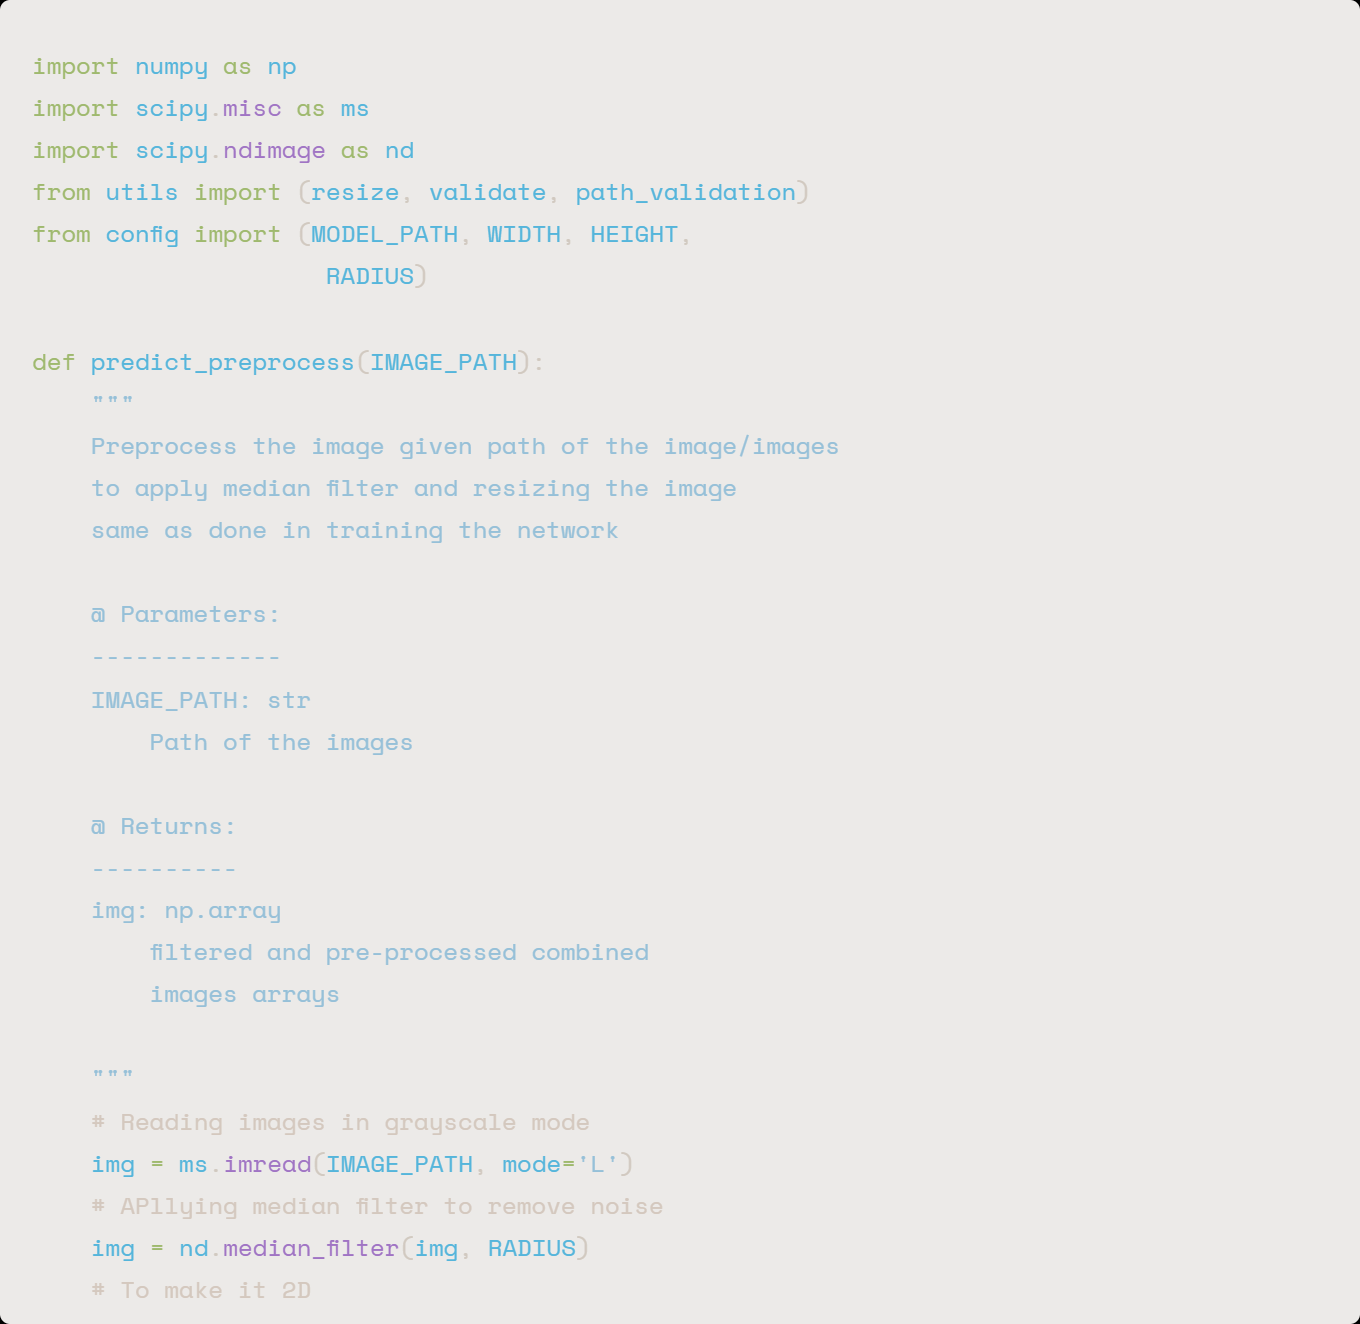 import numpy as np
import scipy.misc as ms
import scipy.ndimage as nd
from utils import (resize, validate, path_validation)
from config import (MODEL_PATH, WIDTH, HEIGHT,
                    RADIUS)

def predict_preprocess(IMAGE_PATH):
    """
    Preprocess the image given path of the image/images
    to apply median filter and resizing the image
    same as done in training the network

    @ Parameters:
    -------------
    IMAGE_PATH: str
        Path of the images

    @ Returns:
    ----------
    img: np.array
        filtered and pre-processed combined
        images arrays

    """
    # Reading images in grayscale mode
    img = ms.imread(IMAGE_PATH, mode='L')
    # APllying median filter to remove noise
    img = nd.median_filter(img, RADIUS)
    # To make it 2D